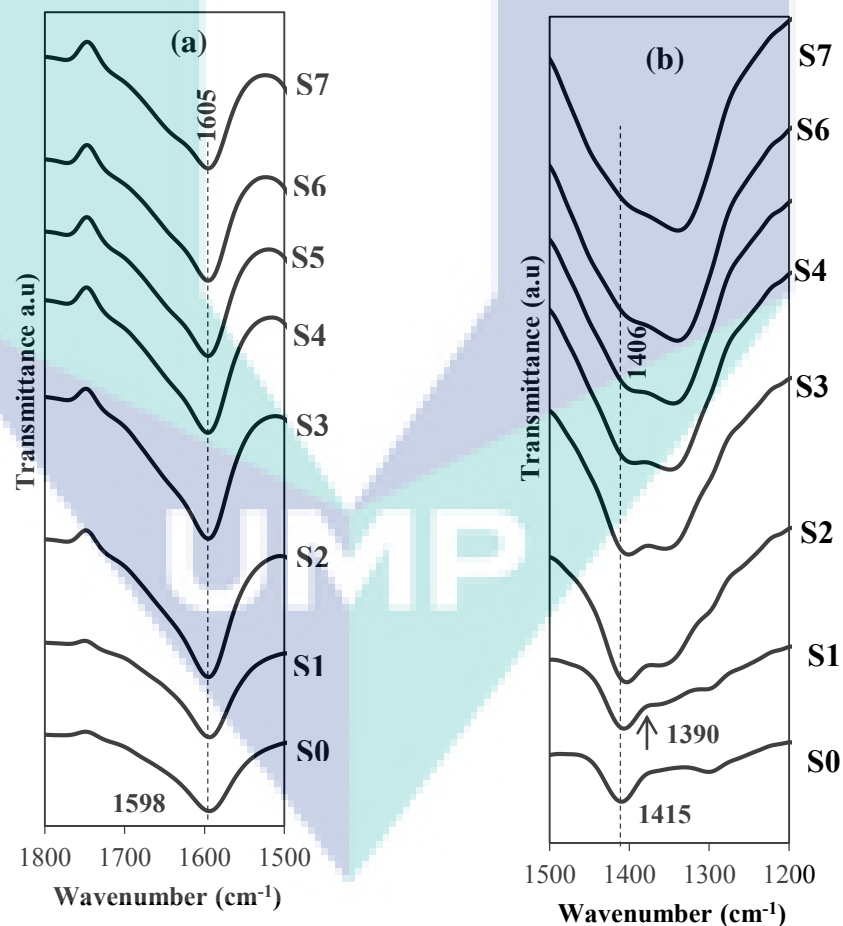 (a)
1605
S7
S6
S5
S4
S3
S2
S1
S0
1598
Transmittance a.u)
1800 1700 1600 1500
Wavenumber (cm-1)
(b)
S7
S6
S4
S3
S2
S1
S0
1406
1390
1415
Transmittance (a.u)
1500 1400 1300 1200
Wavenumber (cm-1)
UMP